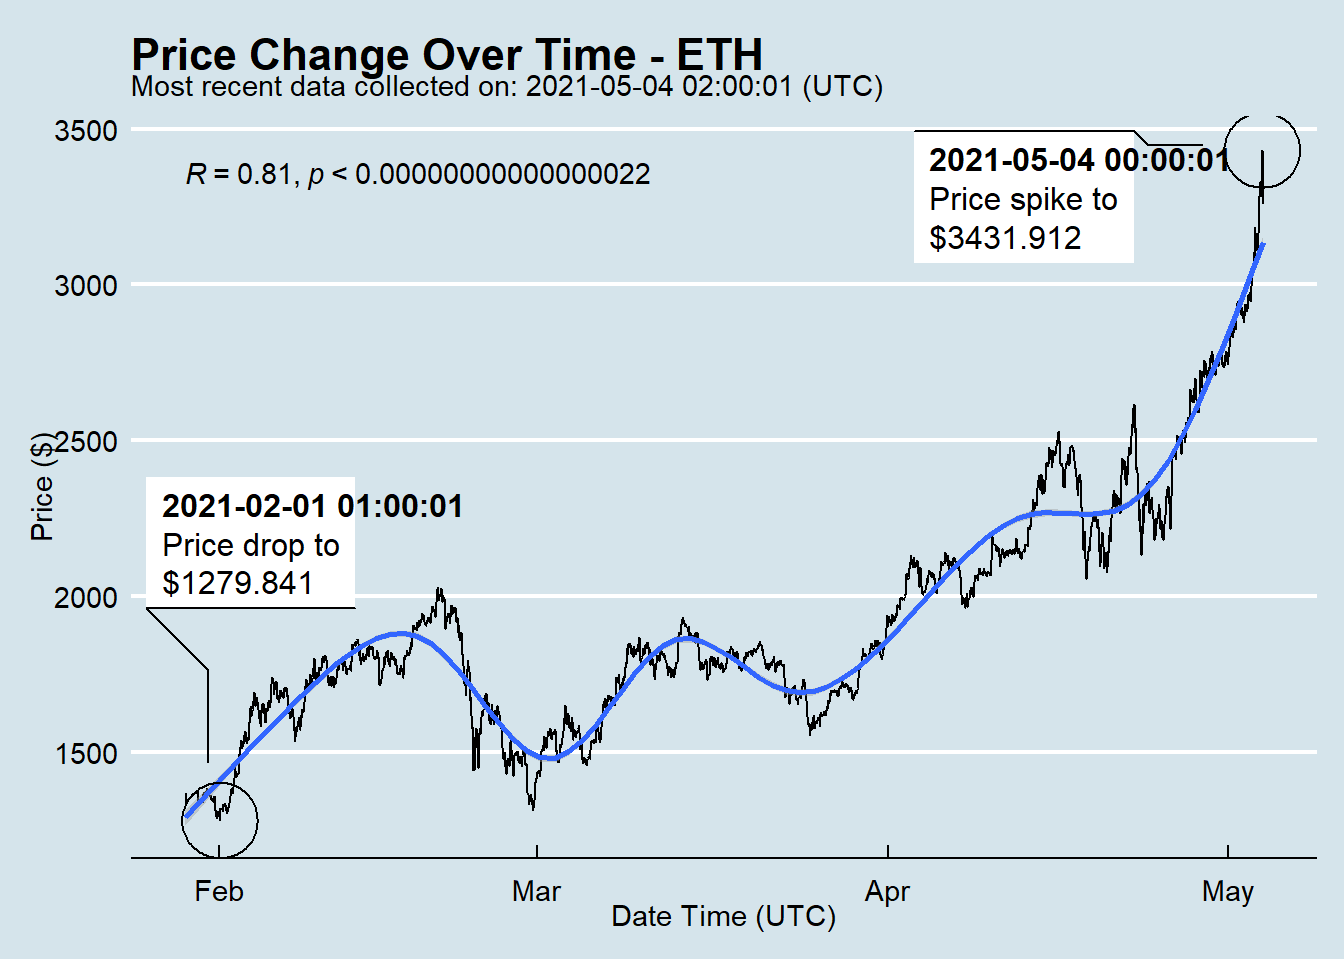 Price Change Over Time - ETH
Most recent data collected on: 2021-05-04 02:00:01 (UTC)
3500
R = 0.81, p < 0.00000000000000022
2021-05-04 00:00:01
Price spike to
$3431.912
3000
2500
Price ($)
2021-02-01 01:00:01
Price drop to
$1279.841
2000
1500
Feb Mar Apr May
Date Time (UTC)